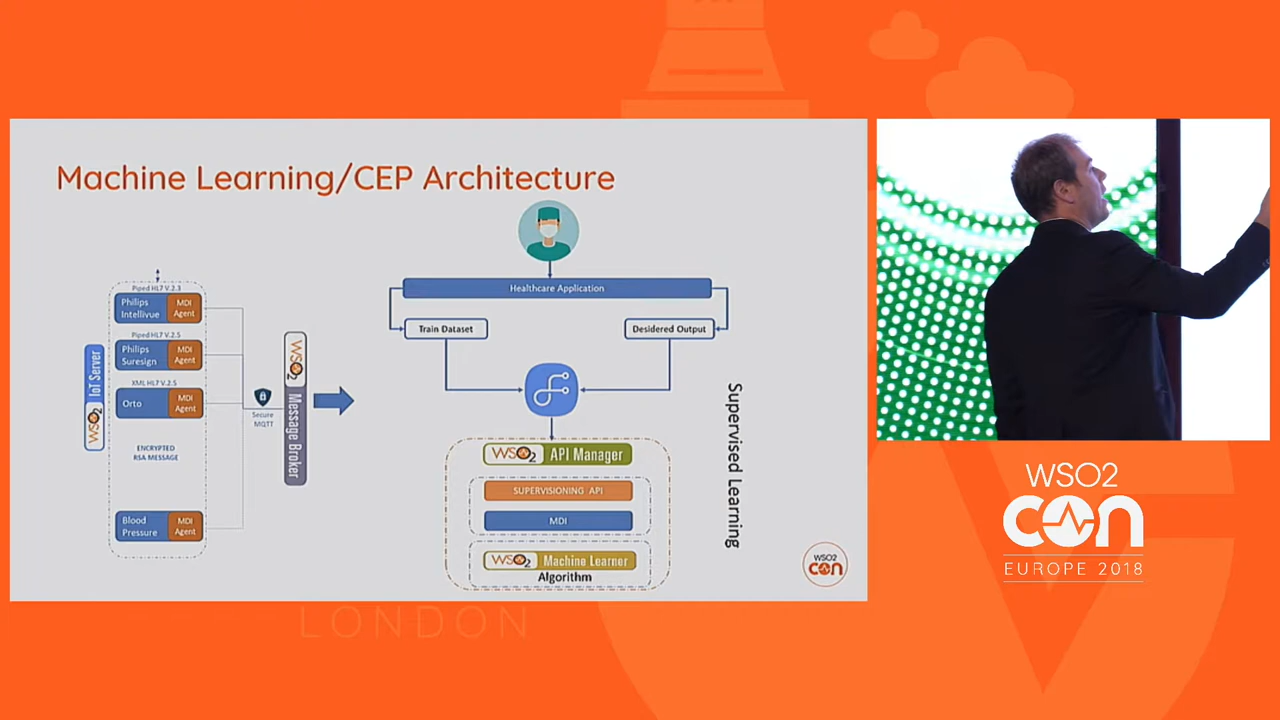 Machine Learning/CEP Architecture
Piped HL7 V.2.3
Philips
Intellivue
MDI
Agent
Piped HL7 V.2.5
Philips
Suresign
MDI
Agent
XML HL7 V.2.5
Orto
MDI
Agent
ENCRYPTED
RSA MESSAGE
Blood
Pressure
MDI
Agent
WSO2 IoT Server
Secure
MQTT
WSO2 Message Broker
Healthcare Application
Train Dataset
Desidered Output
WSO2 API Manager
SUPERVISIONING API
MDI
WSO2 Machine Learner
Algorithm
Supervised Learning
WSO2
CON
WSO2
CON
EUROPE 2018
LONDON